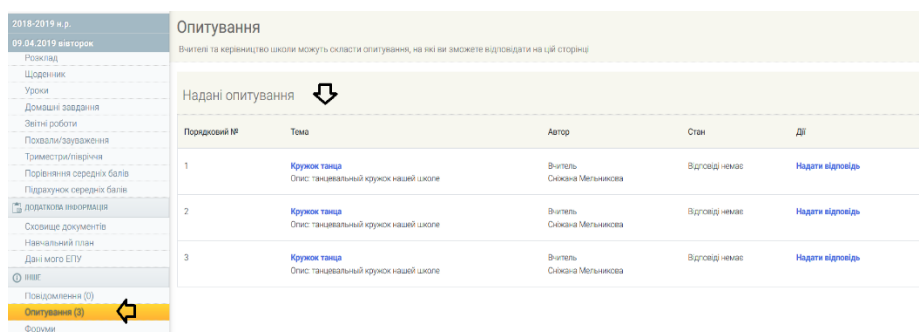 2018-2019 н.р.
09.04.2019 вівторок
Розклад
Щоденник
Уроки
Домашні завдання
Звітні роботи
Похвали/зауваження
Триместри/півріччя
Порівняння середніх балів
Підрахунок середніх балів
ДОДАТКОВА ІНФОРМАЦІЯ
Сховище документів
Навчальний план
Дані мого ЕПУ
ІНШЕ
Повідомлення (0)
Опитування (3)
Форуми
Опитування
Вчителі та керівництво школи можуть скласти опитування, на які ви зможете відповідати на цій сторінці
Надані опитування
Порядковий № Тема Автор Стан Дії
1 Кружок танца Вчитель Відповіді немає Надати відповідь
Опис: танцевальный кружок нашей школе Сніжана Мельникова
2 Кружок танца Вчитель Відповіді немає Надати відповідь
Опис: танцевальный кружок нашей школе Сніжана Мельникова
3 Кружок танца Вчитель Відповіді немає Надати відповідь
Опис: танцевальный кружок нашей школе Сніжана Мельникова